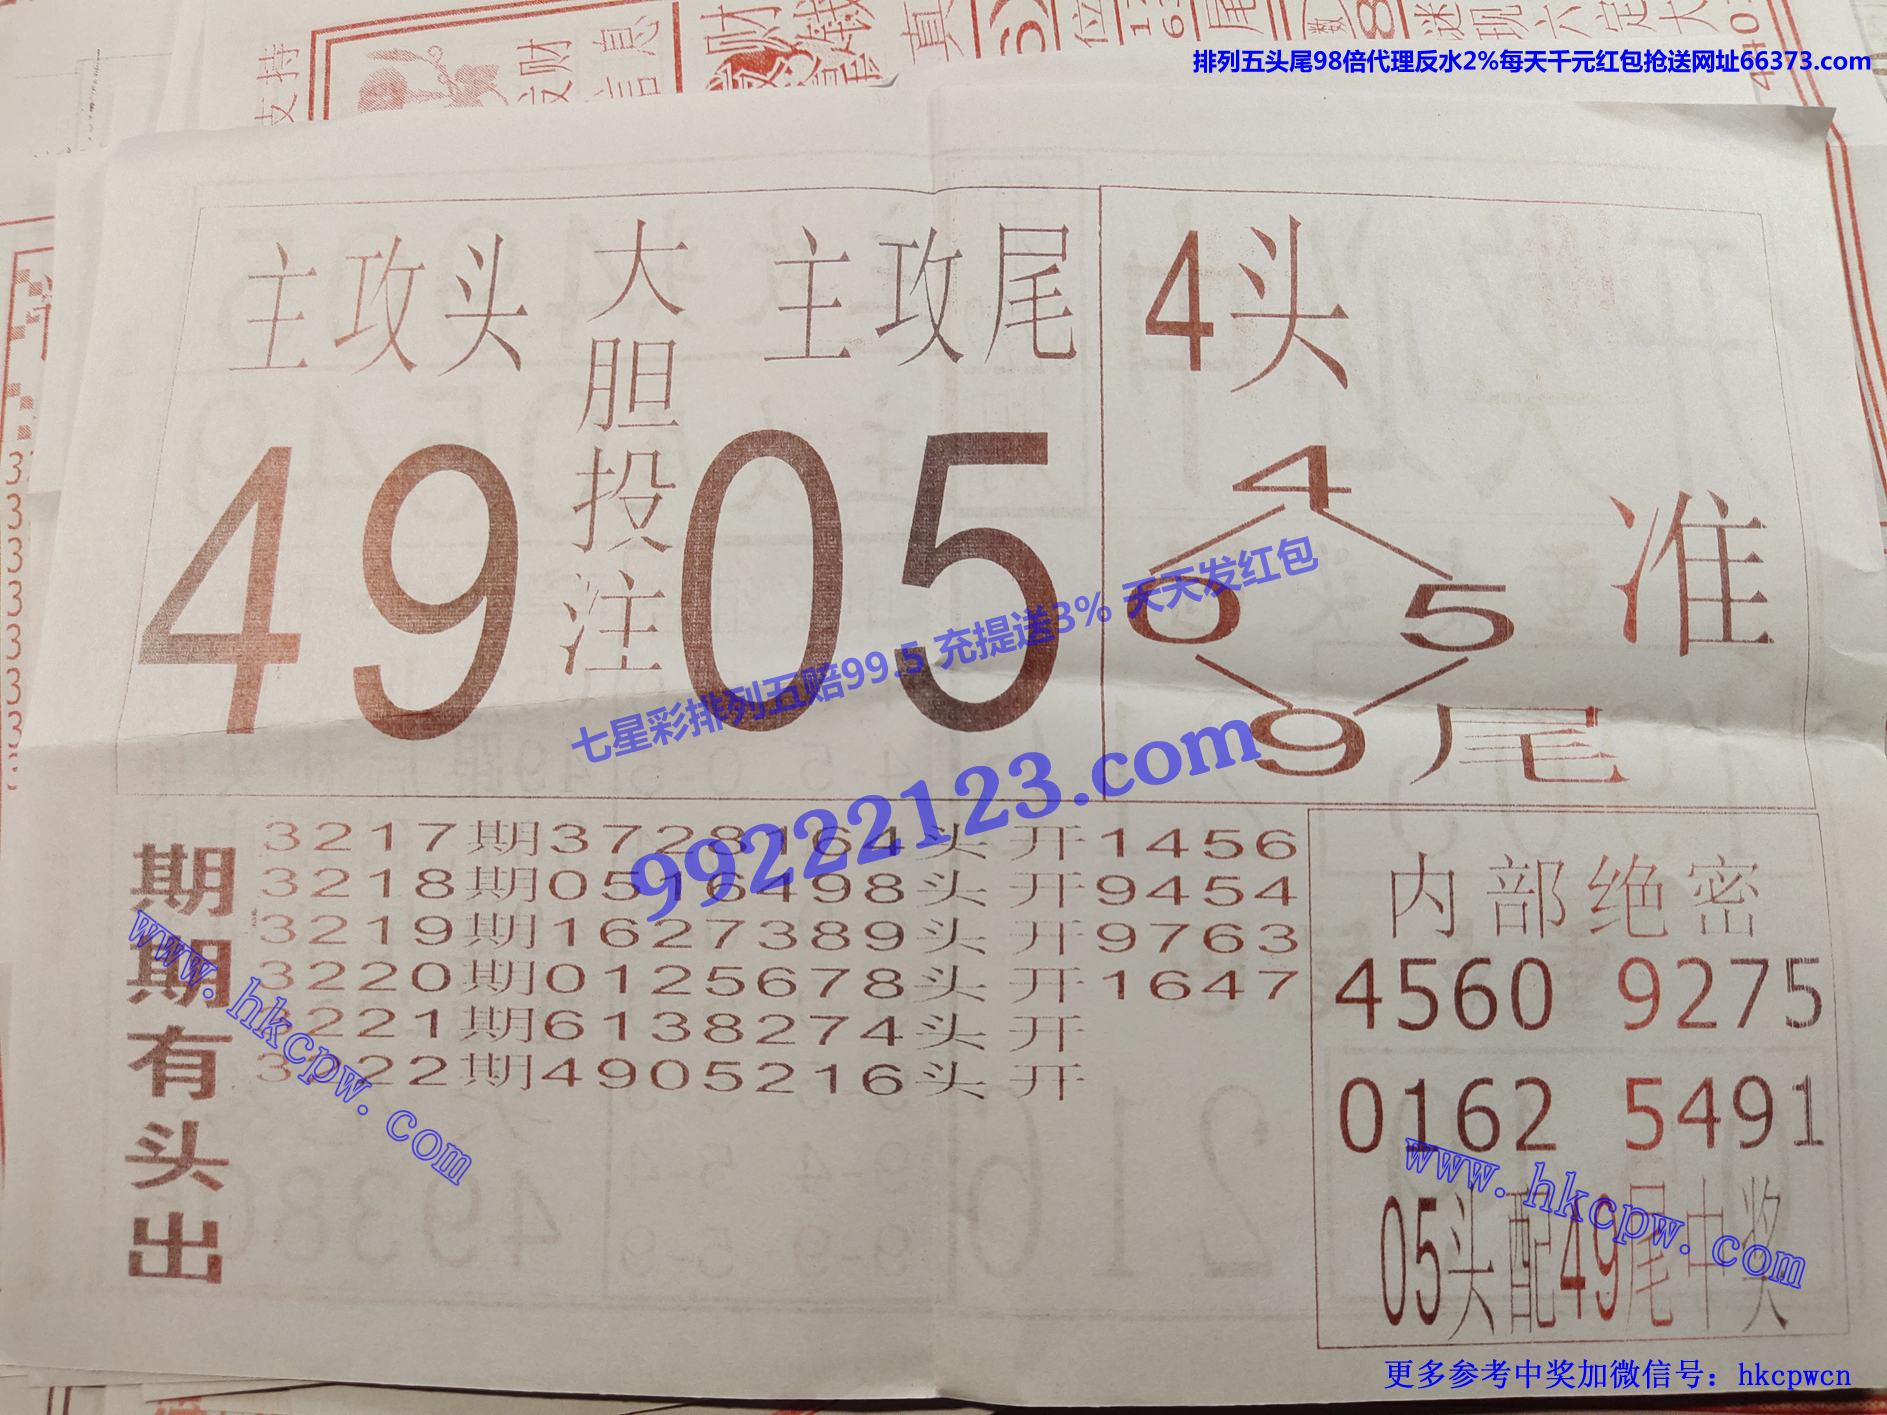 支持
发财
信息
排列五头尾98倍代理反水2%每天千元红包抢送网址66373.com
主攻头
大胆投注
主攻尾
49
05
4头
4
0 5
9尾
准
七星彩排列五赔99.5 充提送3% 天天发红包
99222123.com
期期有头出
3217期3728164头 开1456
3218期0516498头 开9454
3219期1627389头 开9763
3220期0125678头 开1647
3221期6138274头 开
3222期4905216头 开
内部绝密
4560 9275
0162 5491
05头配49尾中奖
www.hkcpw.com
www.hkcpw.com
更多参考中奖加微信号：hkcpwcn